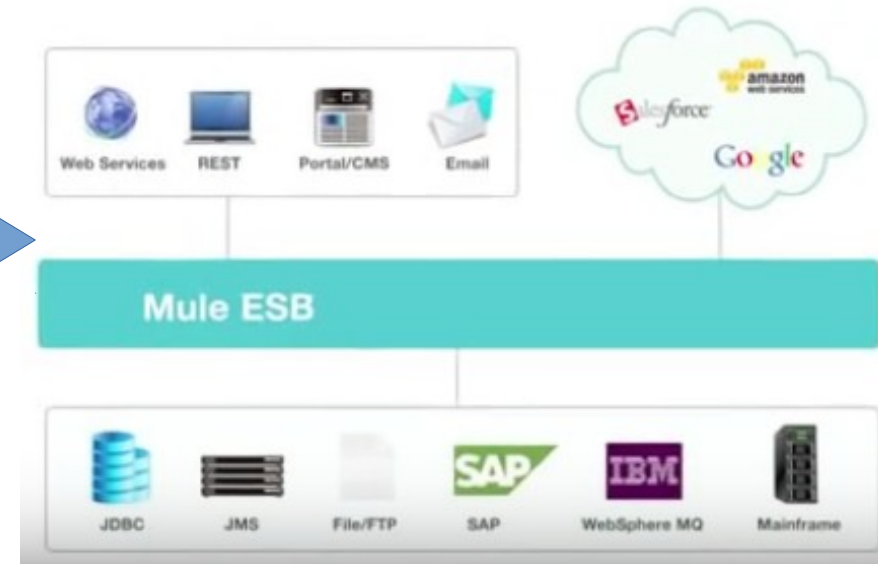 amazon
web services
salesforce
Google
Web Services REST Portal/CMS Email
Mule ESB
SAP IBM
JDBC JMS File/FTP SAP WebSphere MQ Mainframe